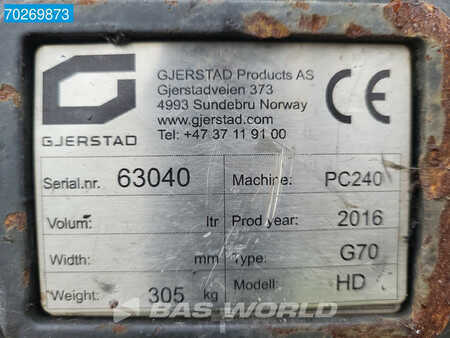 70269873
GJERSTAD Products AS
Gjerstadveien 373
4993 Sundebru Norway
www.gjerstad.com
Tel: +47 37 11 91 00
CE
GJERSTAD
Serial.nr. 63040 Machine: PC240
Volum: ltr Prod year: 2016
Width: mm Type: G70
Weight: 305 kg Modell: HD
BAS WORLD